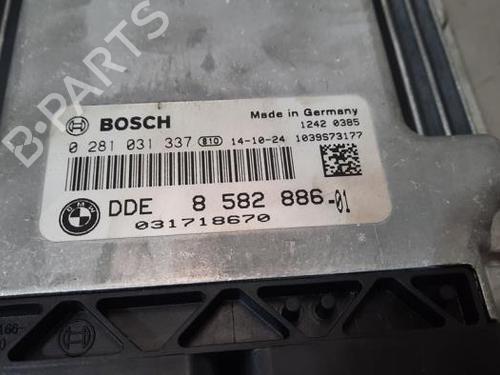 B-PARTS
BOSCH
Made in Germany
1242 0385
0 281 031 337 810 14-10-24 1039S73177
DDE 8 582 886-01
031718670
BMW